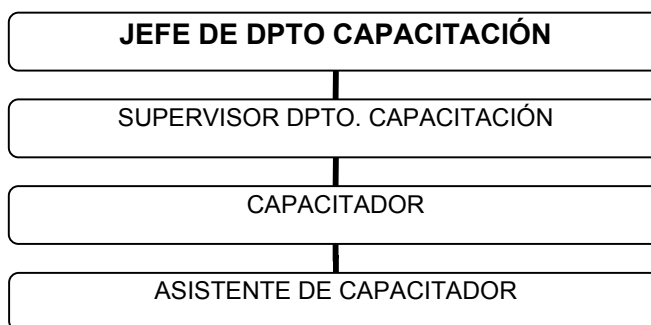 JEFE DE DPTO CAPACITACIÓN
SUPERVISOR DPTO. CAPACITACIÓN
CAPACITADOR
ASISTENTE DE CAPACITADOR